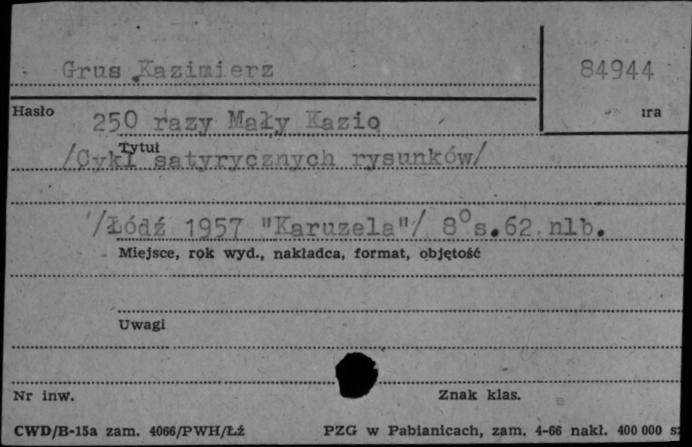 Grus Kazimierz
84944
Hasło
ıra
250 razy Mały Kazio
Tytuł
/Cykl satyrycznych rysunków/
/Łódź 1957 "Karuzela"/ 8° s.62 nlb.
Miejsce, rok wyd., nakładca, format, objętość
Uwagi
Nr inw.
Znak klas.
CWD/B-15a zam. 4066/PWH/Łź
PZG w Pabianicach, zam. 4-66 nakł. 400 000